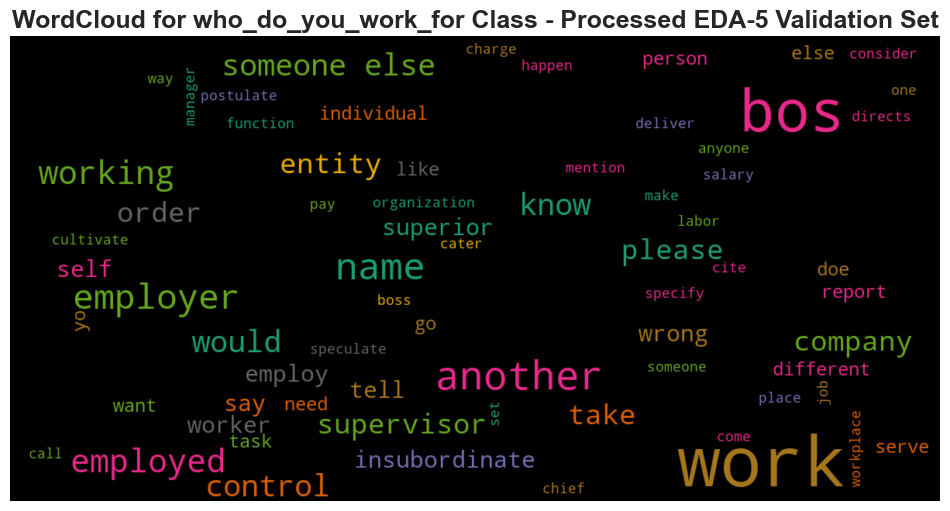 WordCloud for who_do_you_work_for Class - Processed EDA-5 Validation Set
charge
way
someone else
happen
person
else
consider
manager
postulate
one
function
individual
deliver
bos
directs
working
entity
like
mention
anyone
salary
order
pay
organization
know
make
labor
superior
please
cultivate
cater
self
name
cite
doe
employer
boss
specify
report
yo
go
would
speculate
wrong
company
employ
another
someone
different
want
say
need
tell
place
job
worker
supervisor
set
take
task
come
workplace
serve
call
employed
insubordinate
work
control
chief